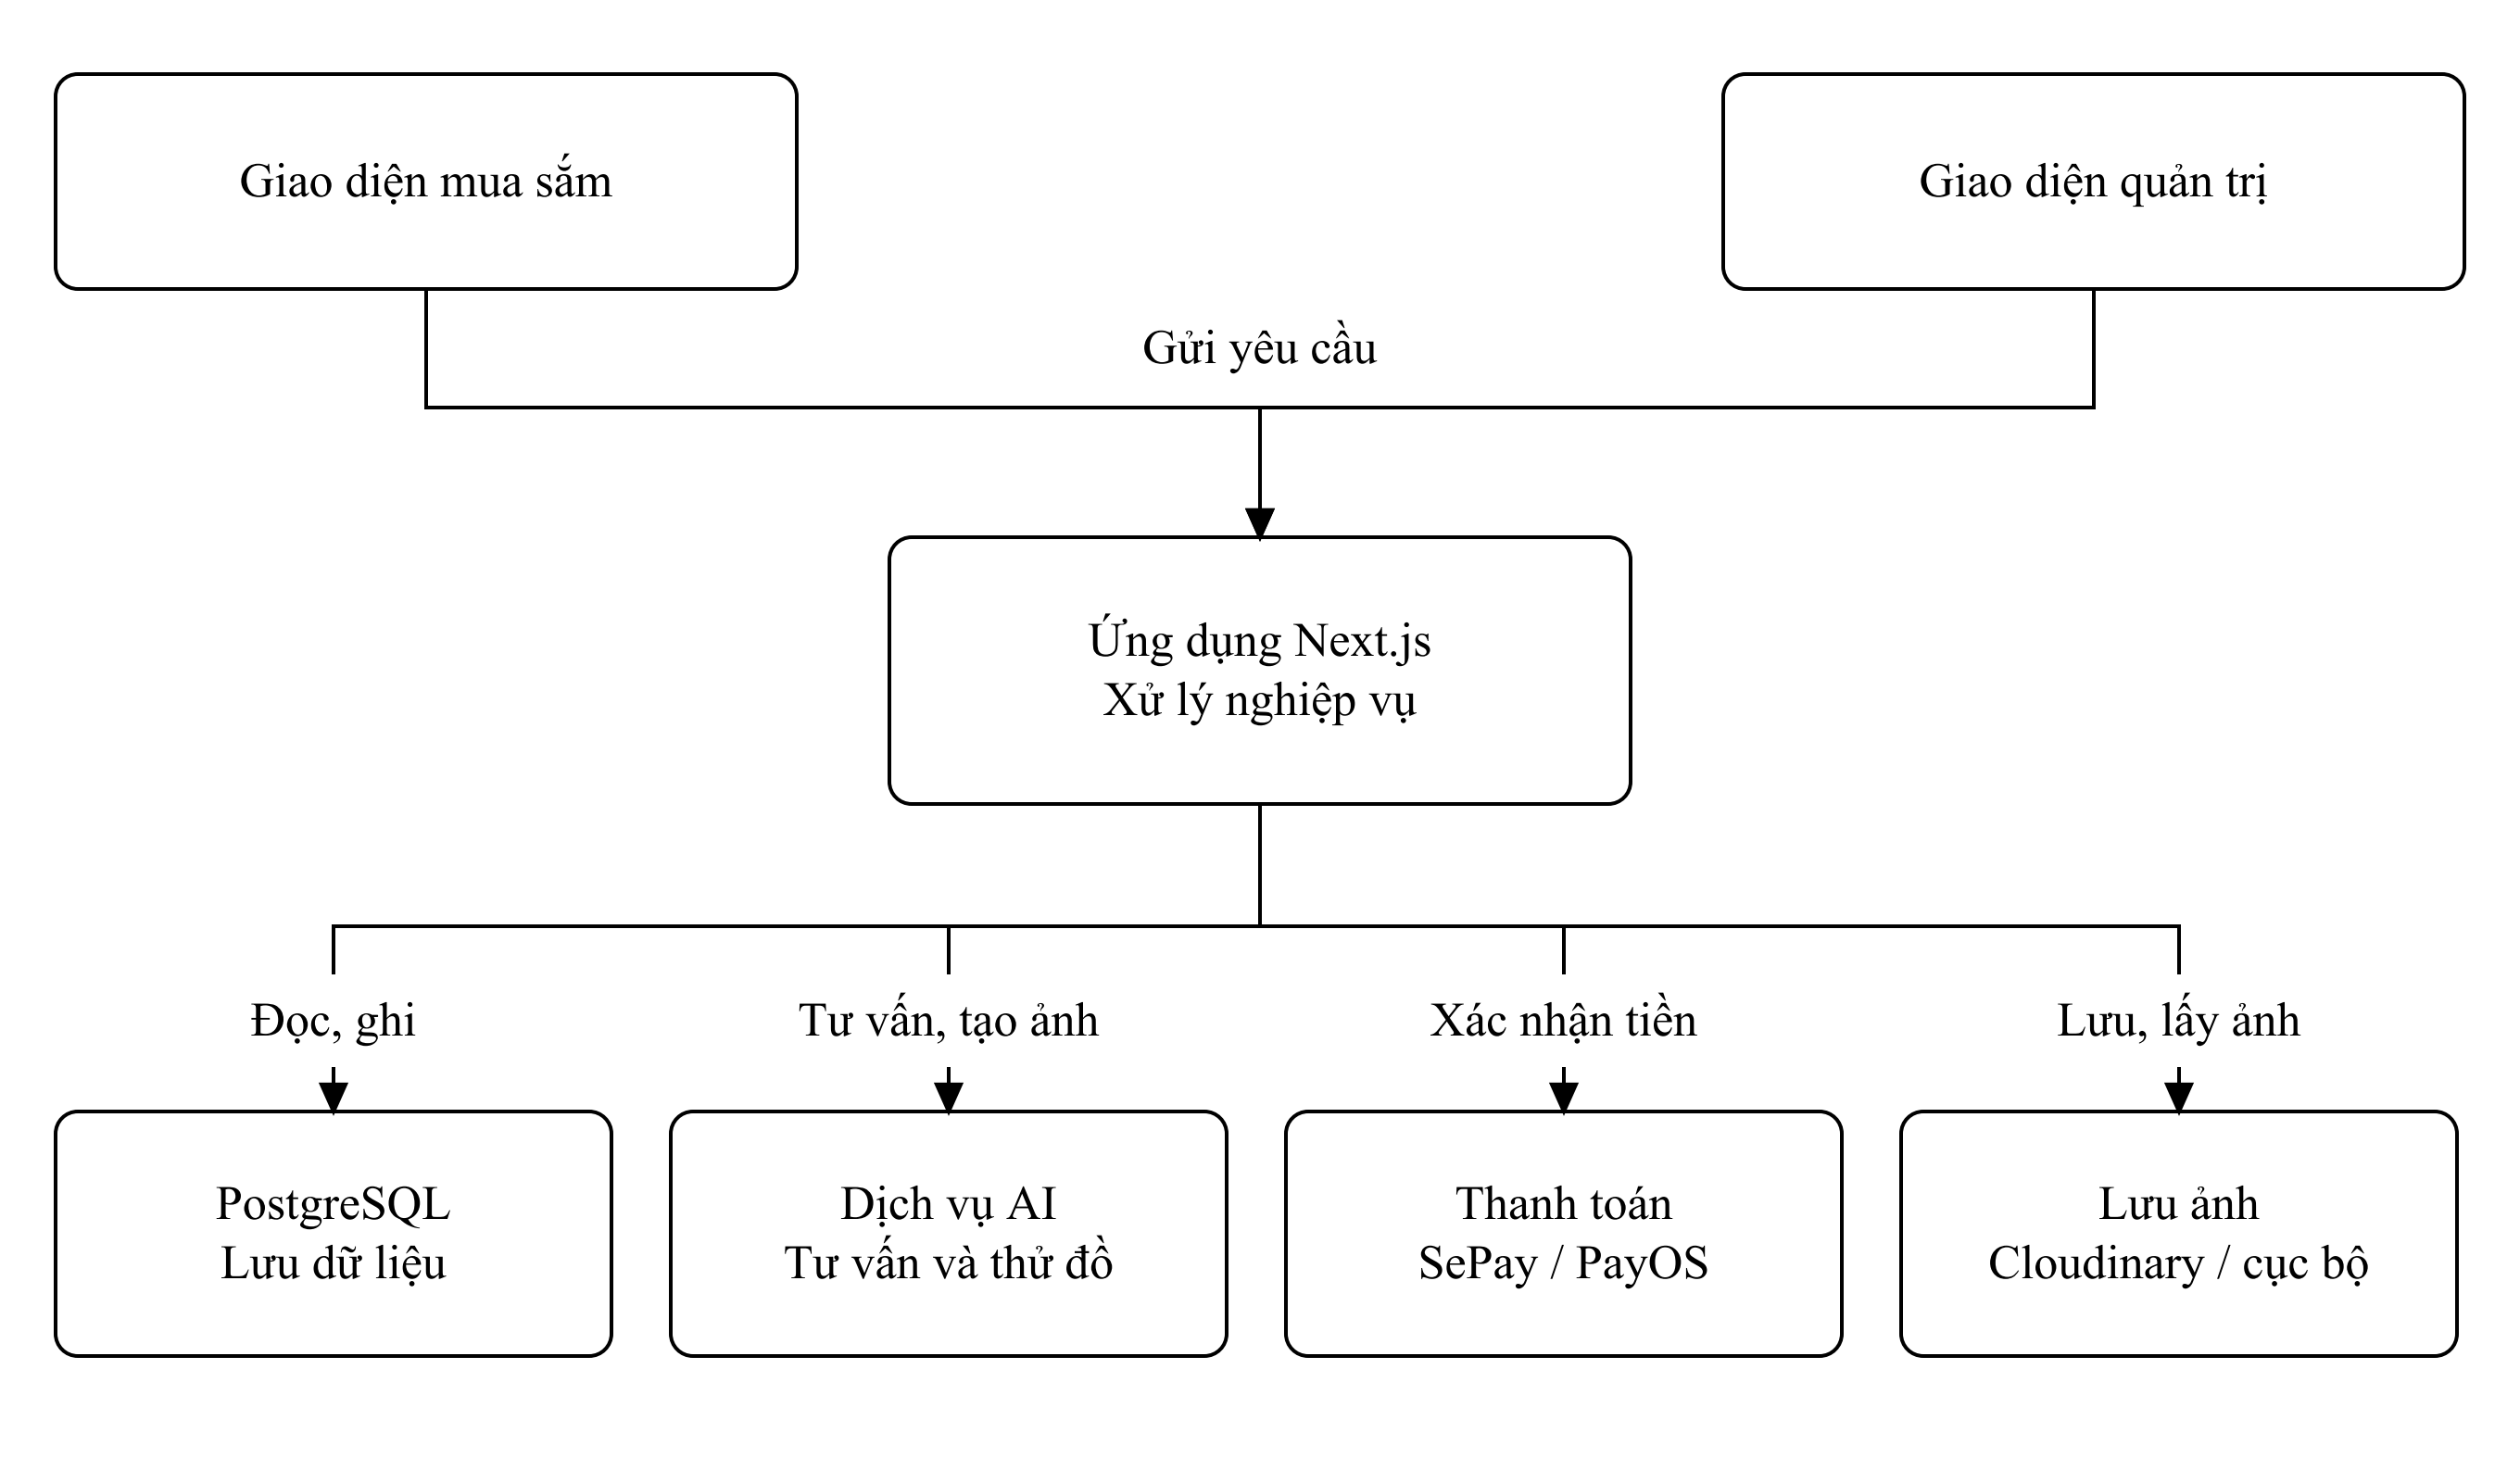 Giao diện mua sắm
Giao diện quản trị
Gửi yêu cầu
Ứng dụng Next.js
Xử lý nghiệp vụ
Đọc, ghi
Tư vấn, tạo ảnh
Xác nhận tiền
Lưu, lấy ảnh
PostgreSQL
Lưu dữ liệu
Dịch vụ AI
Tư vấn và thử đồ
Thanh toán
SePay / PayOS
Lưu ảnh
Cloudinary / cục bộ